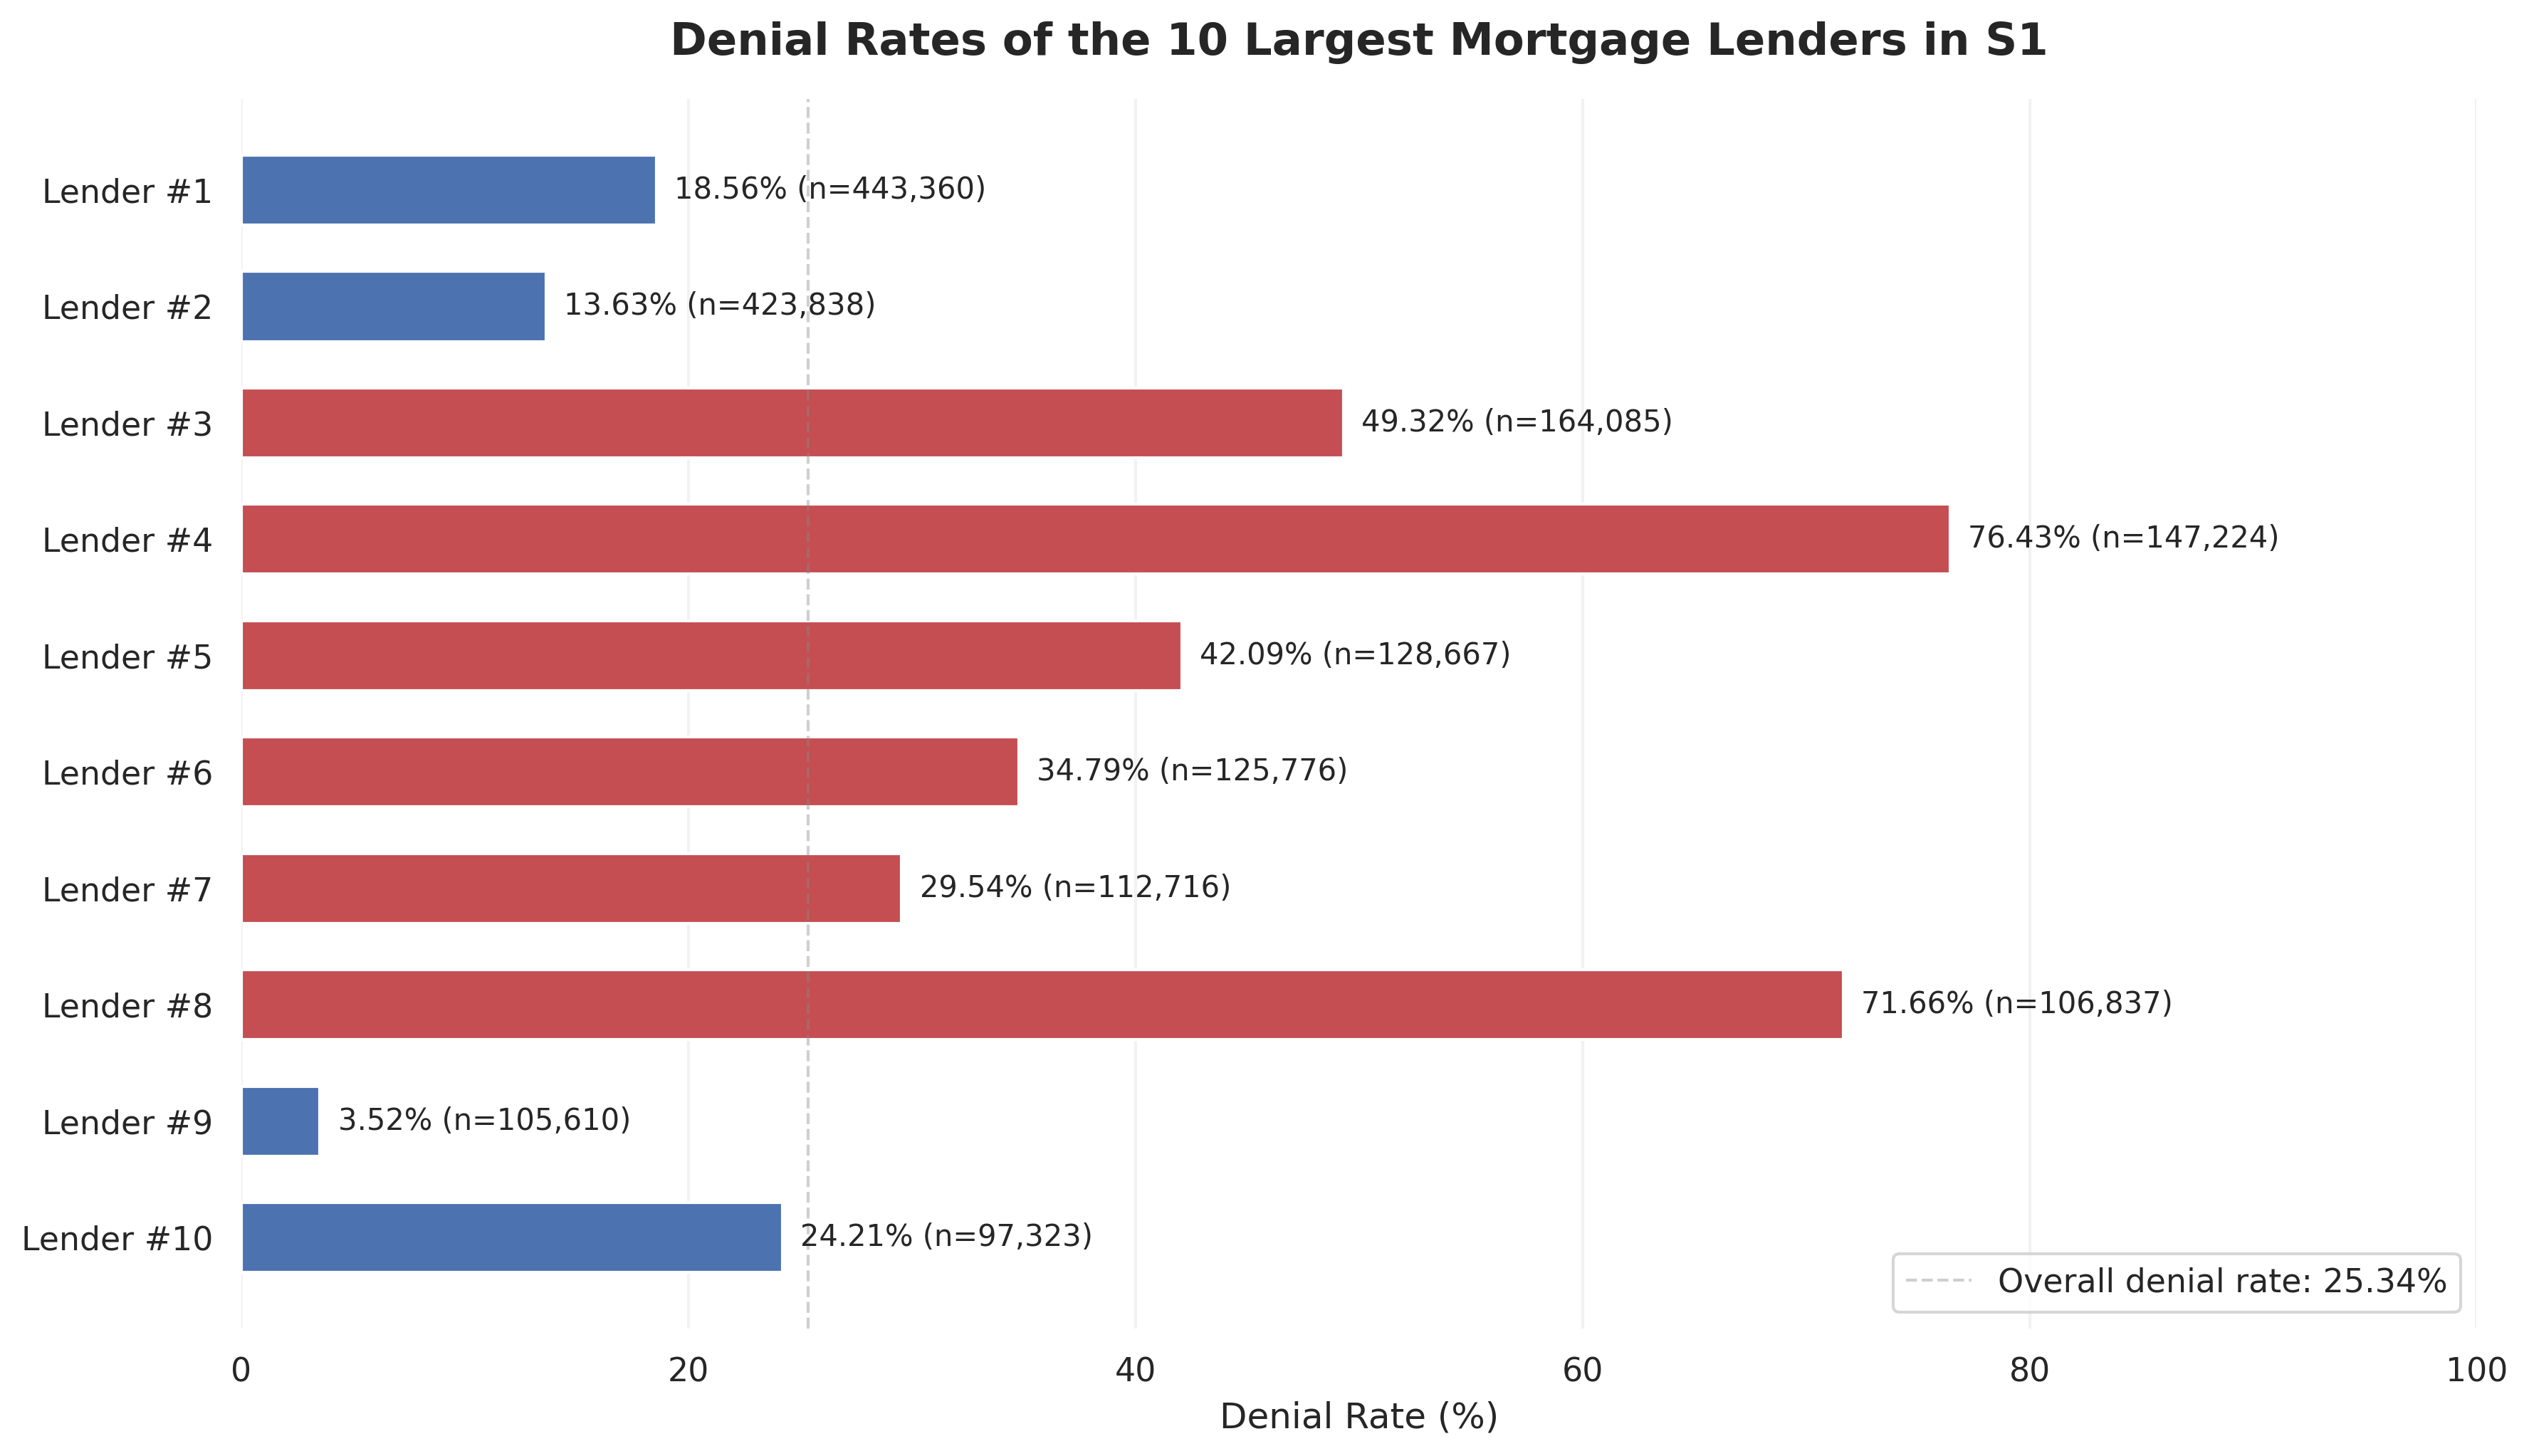 Denial Rates of the 10 Largest Mortgage Lenders in S1
Lender #1
18.56% (n=443,360)
Lender #2
13.63% (n=423,838)
Lender #3
49.32% (n=164,085)
Lender #4
76.43% (n=147,224)
Lender #5
42.09% (n=128,667)
Lender #6
34.79% (n=125,776)
Lender #7
29.54% (n=112,716)
Lender #8
71.66% (n=106,837)
Lender #9
3.52% (n=105,610)
Lender #10
24.21% (n=97,323)
Overall denial rate: 25.34%
0 20 40 60 80 100
Denial Rate (%)